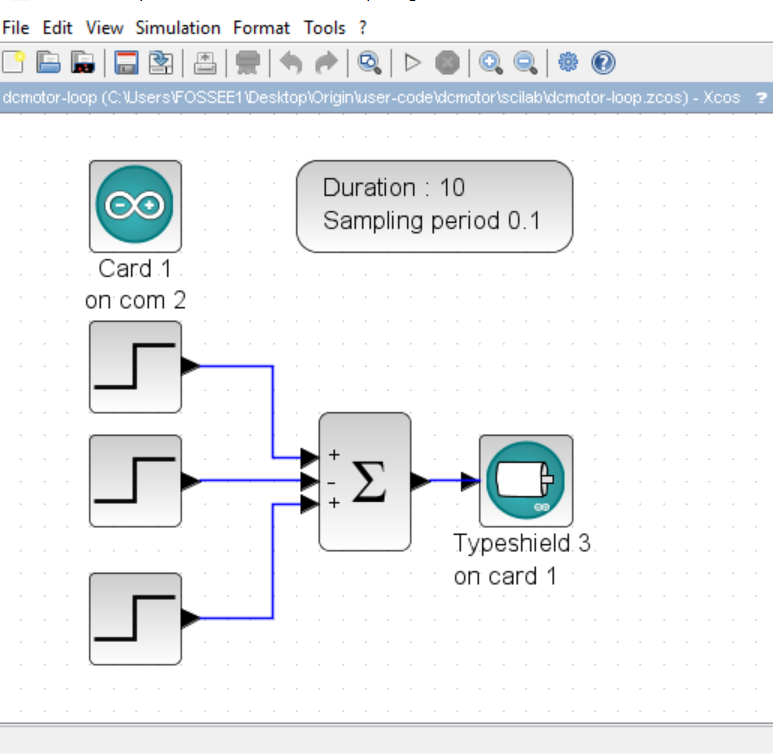 File Edit View Simulation Format Tools ?
dcmotor-loop (C:\Users\FOSSEE1\Desktop\Origin\user-code\dcmotor\scilab\dcmotor-loop.zcos) - Xcos ?
Duration : 10
Sampling period 0.1
Card 1
on com 2
+
-
+
Σ
Typeshield 3
on card 1